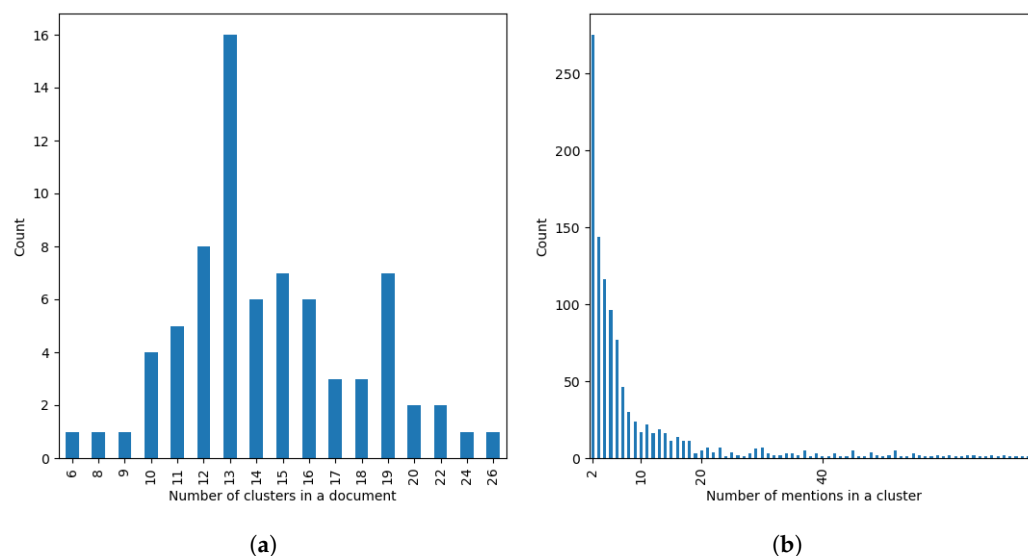 16
14
12
10
8
6
4
2
0
Count
6 8 9 10 11 12 13 14 15 16 17 18 19 20 22 24 26
Number of clusters in a document
(a)
250
200
150
100
50
0
Count
2 10 20 40
Number of mentions in a cluster
(b)